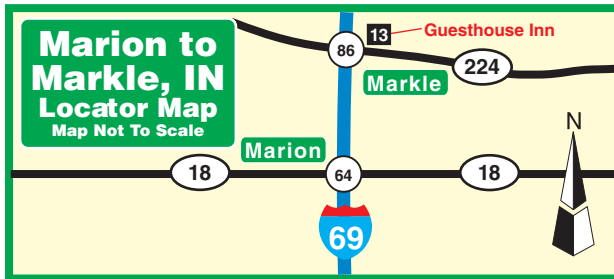 Marion to
Markle, IN
Locator Map
Map Not To Scale
13
Guesthouse Inn
86
224
Markle
Marion
N
18
64
18
69